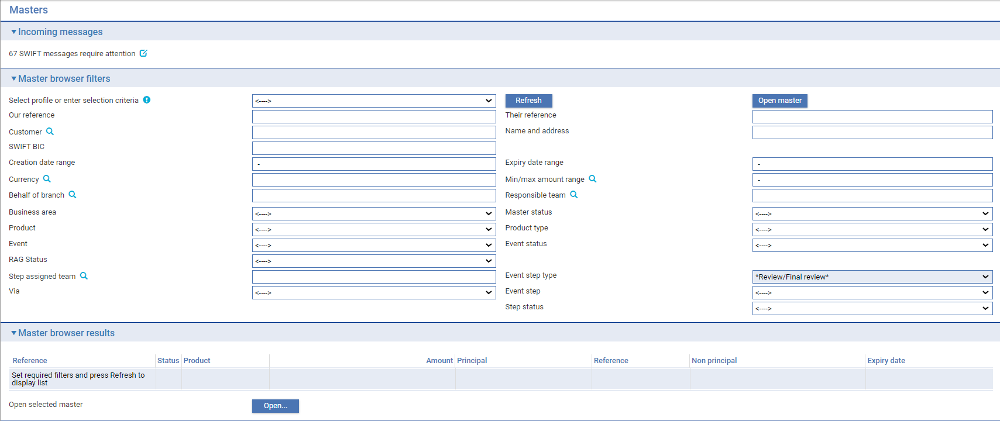 Masters
Incoming messages
67 SWIFT messages require attention
Master browser filters
Select profile or enter selection criteria <----> Refresh Open master
Our reference Their reference
Customer Name and address
SWIFT BIC
Creation date range - Expiry date range -
Currency Min/max amount range -
Behalf of branch Responsible team
Business area <----> Master status <---->
Product <----> Product type <---->
Event <----> Event status <---->
RAG Status <---->
Step assigned team Event step type *Review/Final review*
Via <----> Event step <---->
Step status <---->
Master browser results
Reference Status Product Amount Principal Reference Non principal Expiry date
Set required filters and press Refresh to
display list
Open selected master Open...